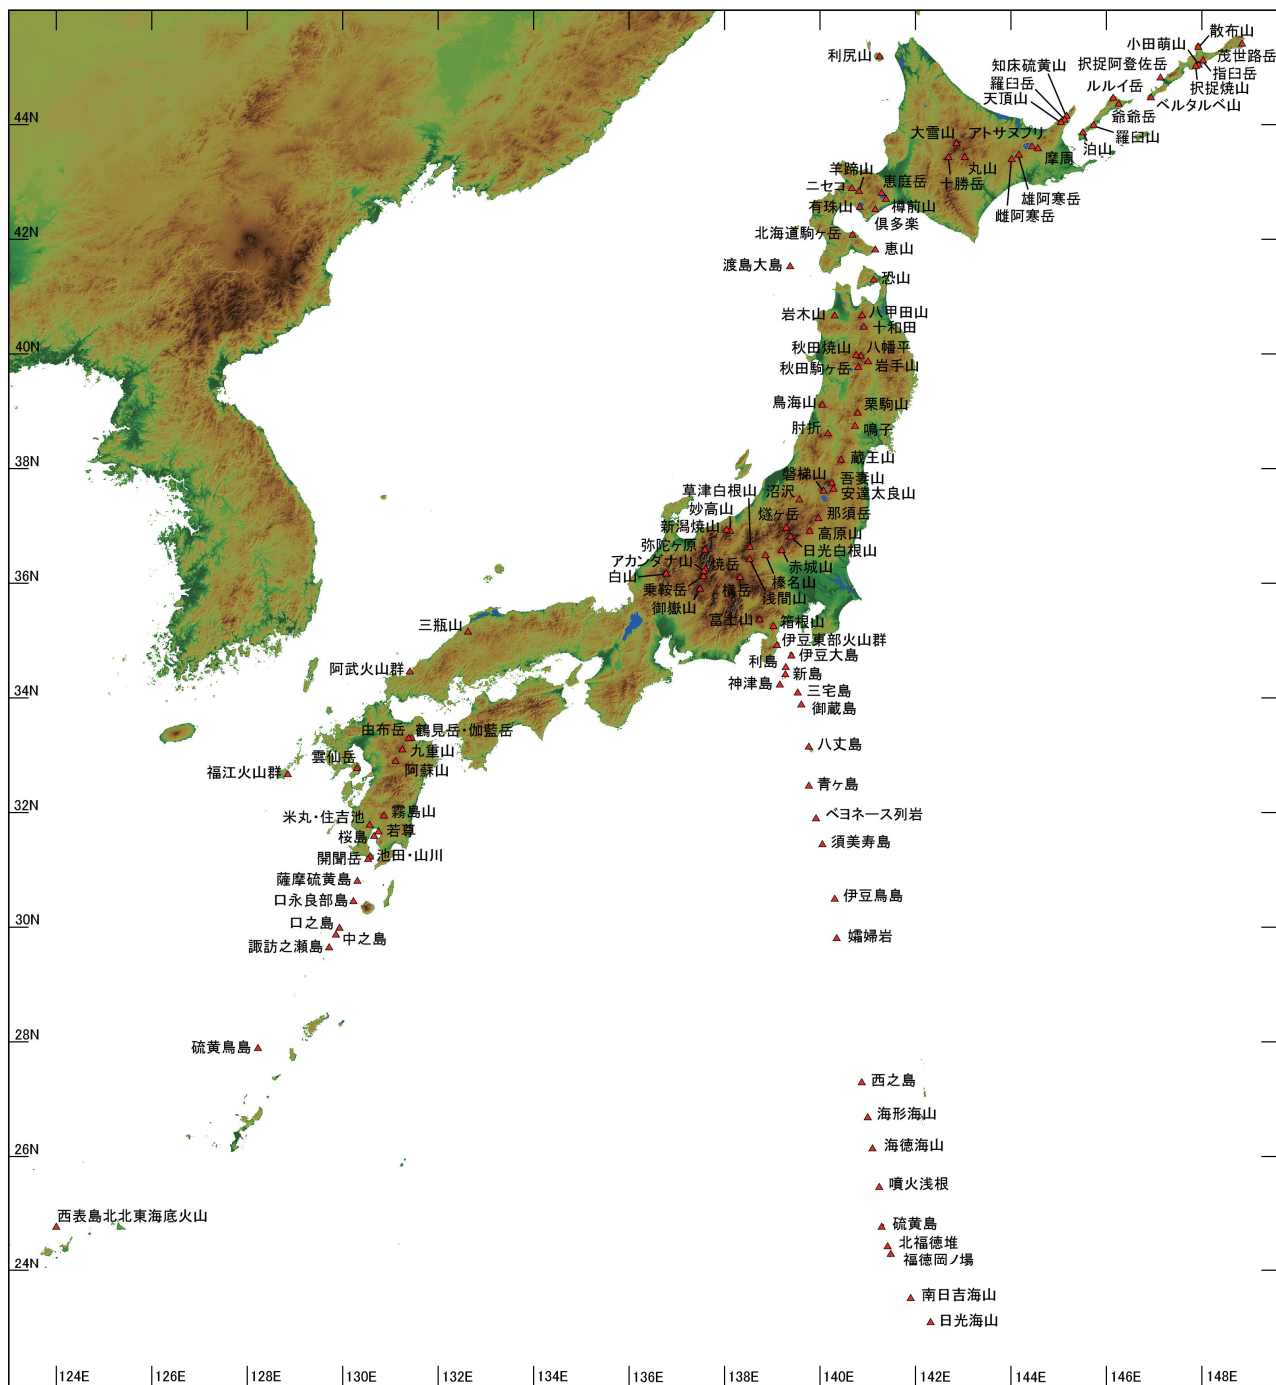 散布山
小田萌山
茂世路岳
利尻山
知床硫黄山
択捉阿登佐岳
指臼岳
羅臼岳
ルルイ岳
択捉焼山
天頂山
ベルタルベ山
爺爺岳
44N
大雪山
アトサヌプリ
羅臼山
泊山
摩周
羊蹄山
恵庭岳
丸山
ニセコ
十勝岳
雄阿寒岳
有珠山
樽前山
雌阿寒岳
倶多楽
42N
北海道駒ヶ岳
恵山
渡島大島
恐山
岩木山
八甲田山
十和田
40N
秋田焼山
八幡平
秋田駒ヶ岳
岩手山
鳥海山
栗駒山
肘折
鳴子
38N
蔵王山
磐梯山
吾妻山
草津白根山
沼沢
安達太良山
妙高山
燧ヶ岳
那須岳
新潟焼山
高原山
弥陀ヶ原
日光白根山
アカンダナ山
焼岳
赤城山
36N
白山
乗鞍岳
横岳
榛名山
浅間山
御嶽山
富士山
箱根山
三瓶山
伊豆東部火山群
伊豆大島
利島
阿武火山群
新島
神津島
34N
三宅島
御蔵島
由布岳
鶴見岳・伽藍岳
八丈島
雲仙岳
九重山
福江火山群
阿蘇山
青ヶ島
32N
米丸・住吉池
霧島山
ベヨネース列岩
桜島
若尊
須美寿島
開聞岳
池田・山川
薩摩硫黄島
口永良部島
伊豆鳥島
30N
口之島
中之島
諏訪之瀬島
孀婦岩
28N
硫黄鳥島
西之島
海形海山
26N
海徳海山
噴火浅根
西表島北北東海底火山
硫黄島
北福徳堆
福徳岡ノ場
24N
南日吉海山
日光海山
124E
126E
128E
130E
132E
134E
136E
138E
140E
142E
144E
146E
148E